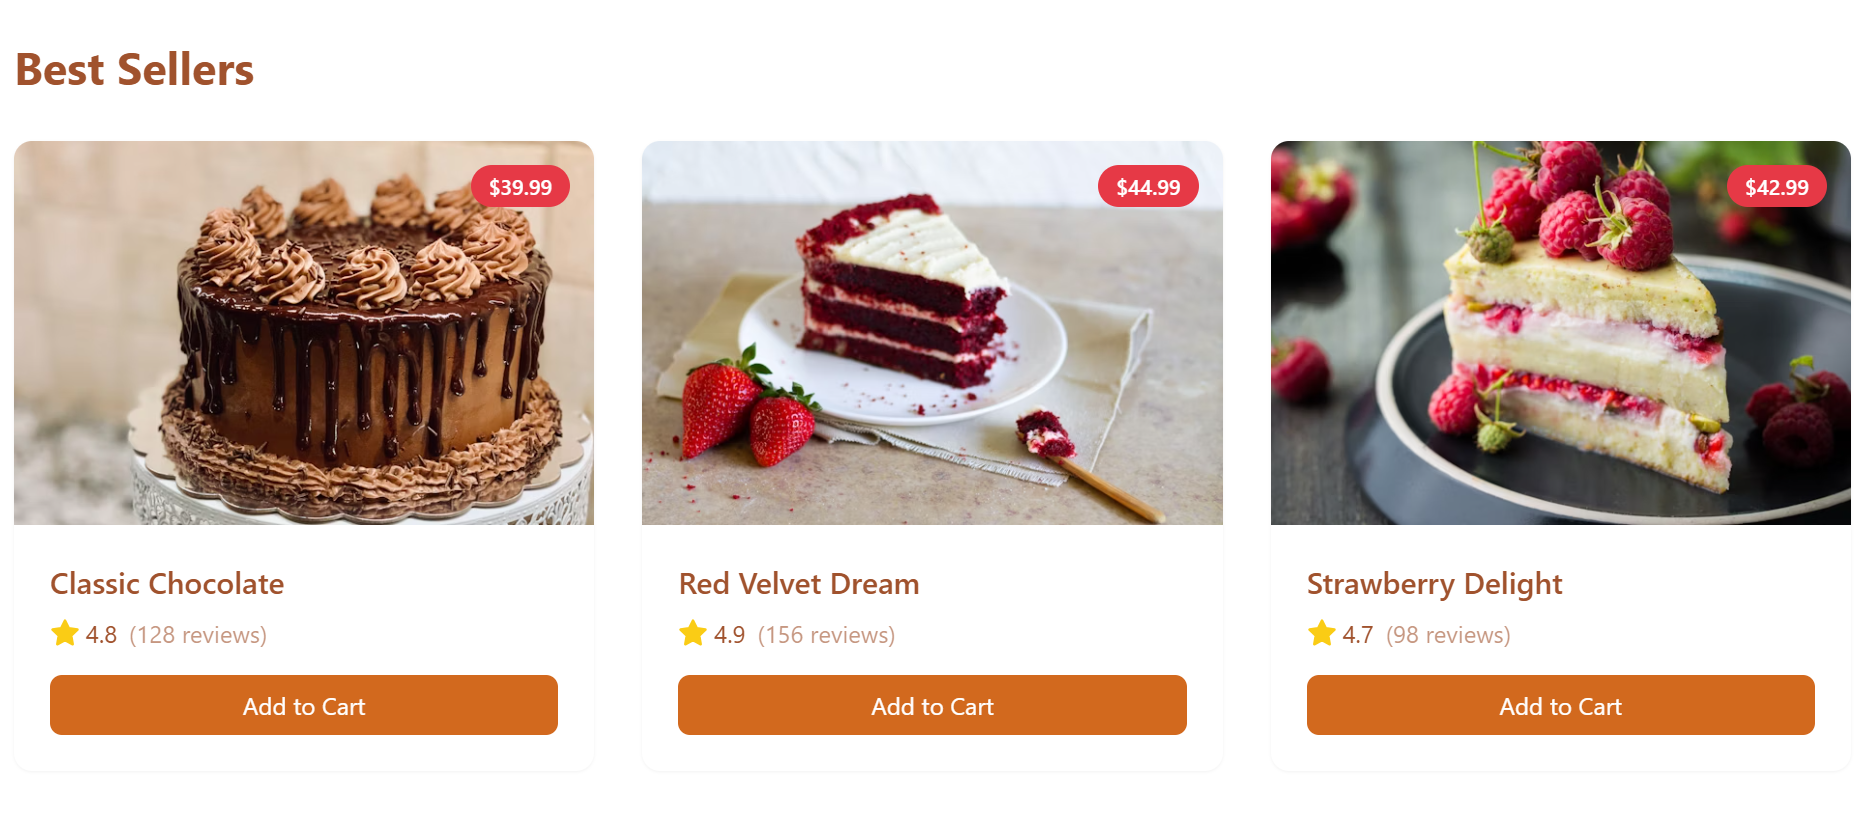 Best Sellers
$39.99
$44.99
$42.99
Classic Chocolate
4.8 (128 reviews)
Add to Cart
Red Velvet Dream
4.9 (156 reviews)
Add to Cart
Strawberry Delight
4.7 (98 reviews)
Add to Cart